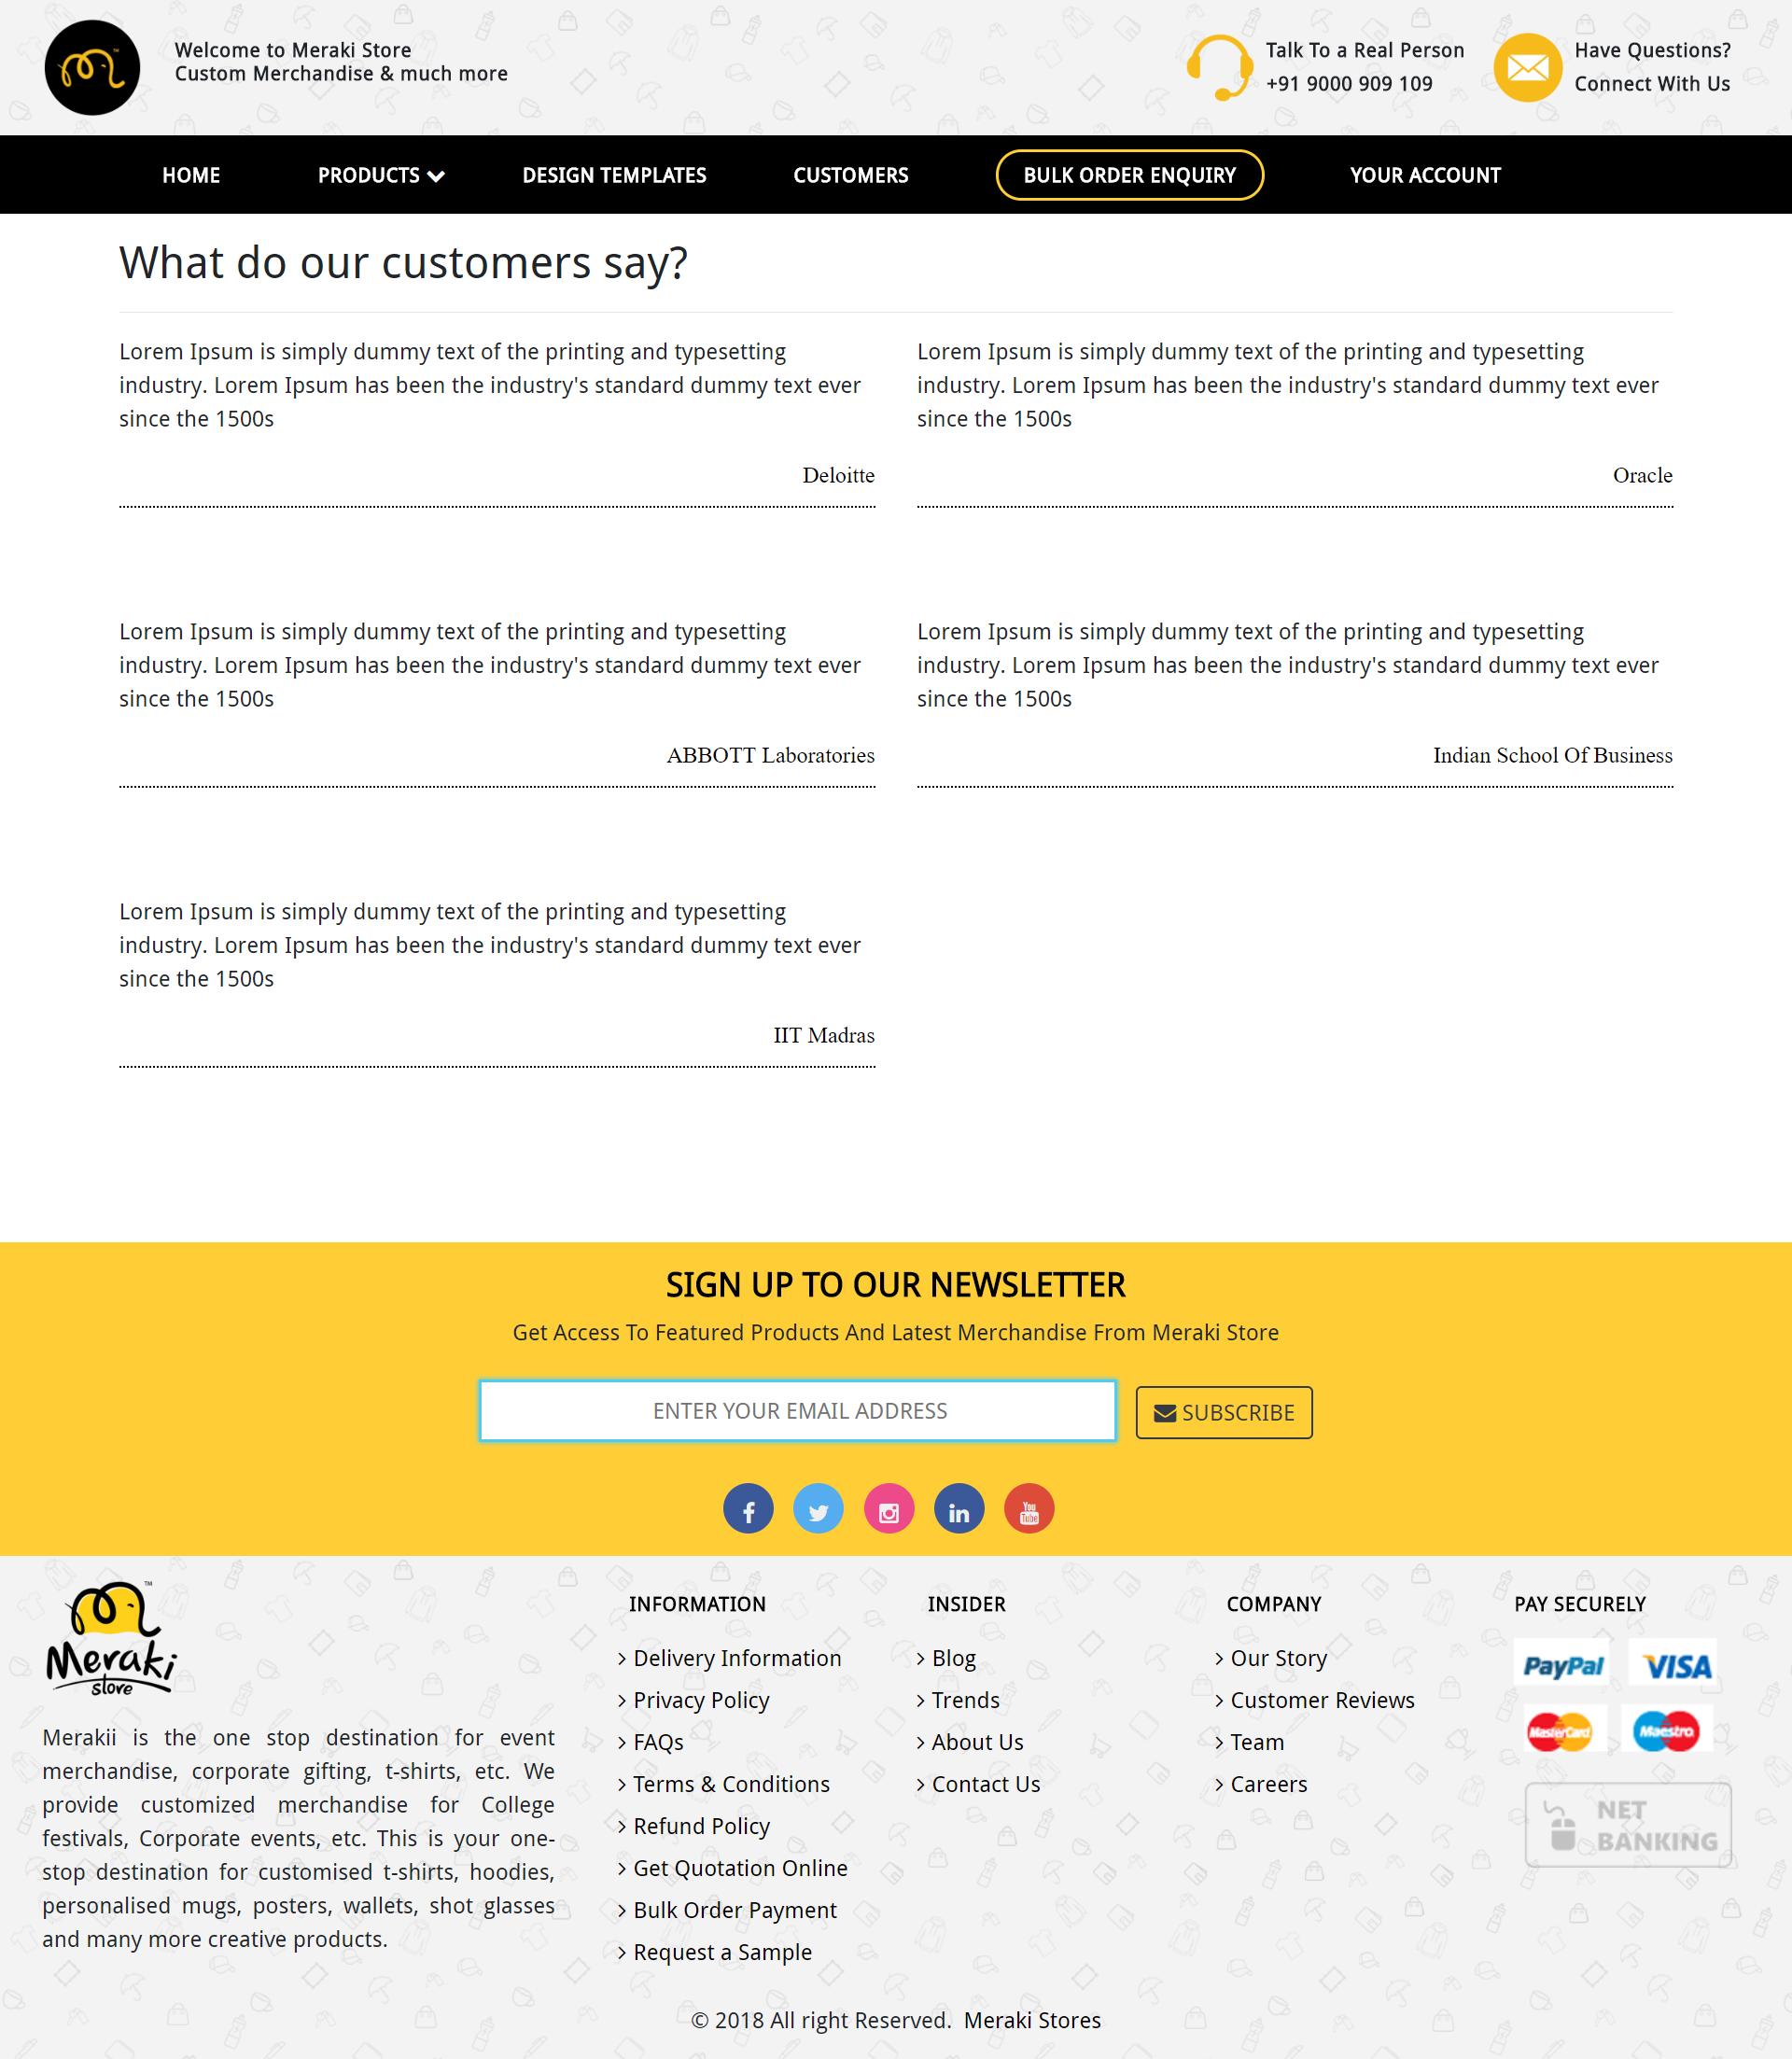 Welcome to Meraki Store
Custom Merchandise & much more
Talk To a Real Person
+91 9000 909 109
Have Questions?
Connect With Us
HOME
PRODUCTS
DESIGN TEMPLATES
CUSTOMERS
BULK ORDER ENQUIRY
YOUR ACCOUNT
What do our customers say?
Lorem Ipsum is simply dummy text of the printing and typesetting
industry. Lorem Ipsum has been the industry's standard dummy text ever
since the 1500s
Deloitte
Lorem Ipsum is simply dummy text of the printing and typesetting
industry. Lorem Ipsum has been the industry's standard dummy text ever
since the 1500s
Oracle
Lorem Ipsum is simply dummy text of the printing and typesetting
industry. Lorem Ipsum has been the industry's standard dummy text ever
since the 1500s
ABBOTT Laboratories
Lorem Ipsum is simply dummy text of the printing and typesetting
industry. Lorem Ipsum has been the industry's standard dummy text ever
since the 1500s
Indian School Of Business
Lorem Ipsum is simply dummy text of the printing and typesetting
industry. Lorem Ipsum has been the industry's standard dummy text ever
since the 1500s
IIT Madras
SIGN UP TO OUR NEWSLETTER
Get Access To Featured Products And Latest Merchandise From Meraki Store
ENTER YOUR EMAIL ADDRESS
SUBSCRIBE
You
Tube
TM
Meraki
store
Merakii is the one stop destination for event
merchandise, corporate gifting, t-shirts, etc. We
provide customized merchandise for College
festivals, Corporate events, etc. This is your one-
stop destination for customised t-shirts, hoodies,
personalised mugs, posters, wallets, shot glasses
and many more creative products.
INFORMATION
Delivery Information
Privacy Policy
FAQs
Terms & Conditions
Refund Policy
Get Quotation Online
Bulk Order Payment
Request a Sample
INSIDER
Blog
Trends
About Us
Contact Us
COMPANY
Our Story
Customer Reviews
Team
Careers
PAY SECURELY
PayPal
VISA
MasterCard
Maestro
NET
BANKING
© 2018 All right Reserved. Meraki Stores